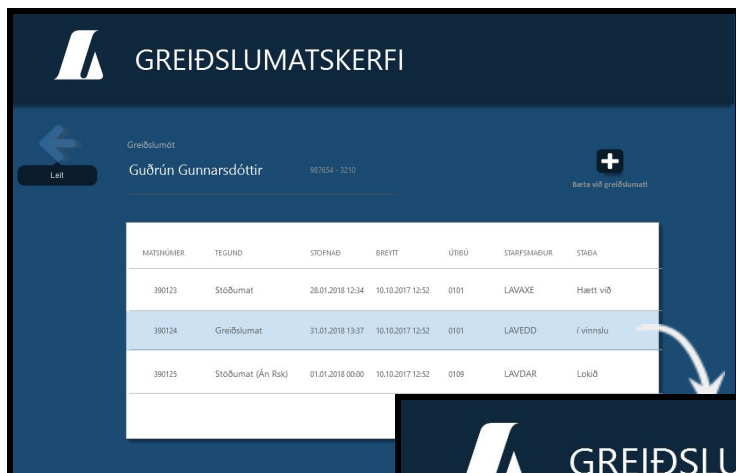 GREIÐSLUMATSKERFI
Leit
Greiðslumöt
Guðrún Gunnarsdóttir 987654 - 3210
Bæta við greiðslumati
MATSNÚMER TEGUND STOFNAÐ BREYTT ÚTIBÚ STARFSMAÐUR STAÐA
390123 Stöðumat 28.01.2018 12:34 10.10.2017 12:52 0101 LAVAXE Hætt við
390124 Greiðslumat 31.01.2018 13:37 10.10.2017 12:52 0101 LAVEDD í vinnslu
390125 Stöðumat (Án Rsk) 01.01.2018 00:00 10.10.2017 12:52 0109 LAVDAR Lokið
GREIÐSLU